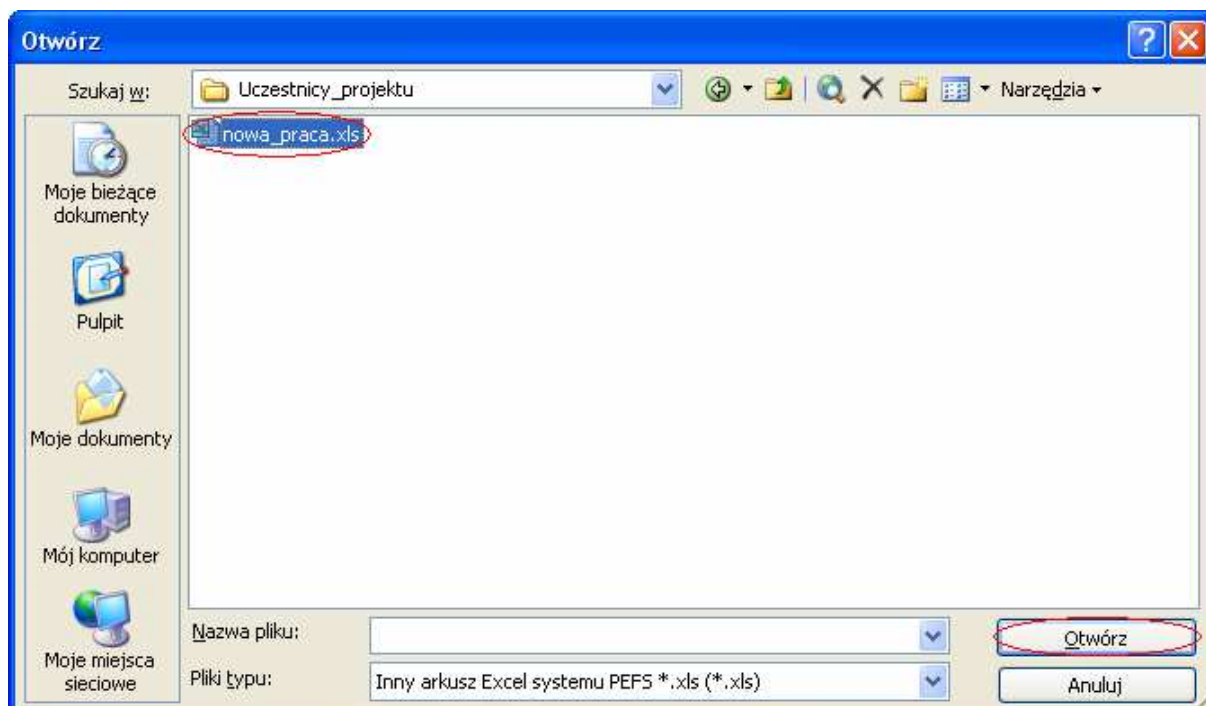 Otwórz
Szukaj w: Uczestnicy_projektu Narzędzia
nowa_praca.xls
Moje bieżące
dokumenty
Pulpit
Moje dokumenty
Mój komputer
Moje miejsca
sieciowe
Nazwa pliku: Otwórz
Pliki typu: Inny arkusz Excel systemu PEFS *.xls (*.xls) Anuluj